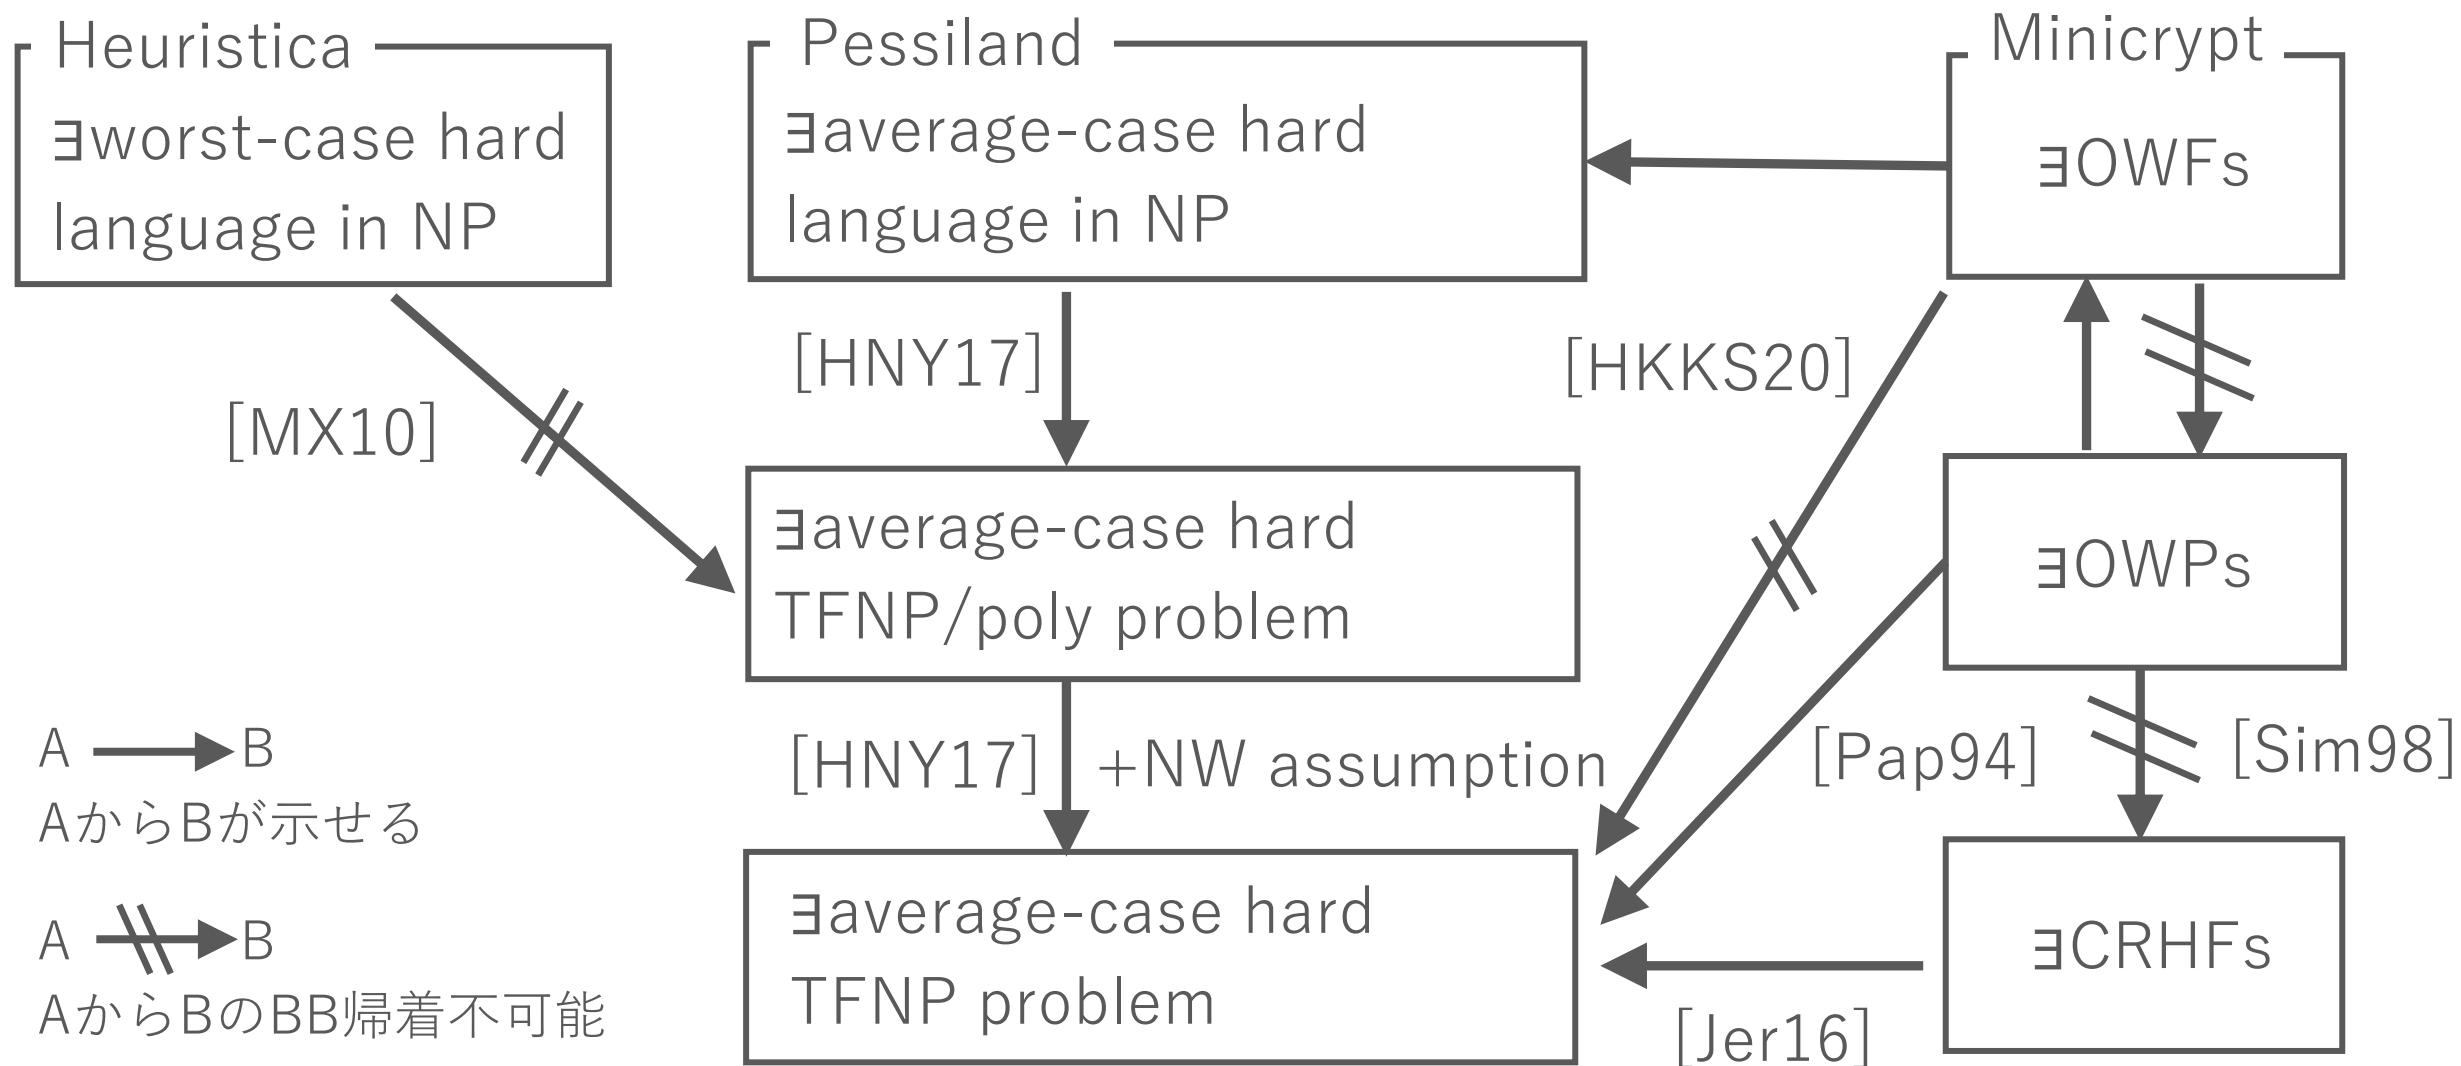 Heuristica
∃worst-case hard
language in NP
Pessiland
∃average-case hard
language in NP
Minicrypt
∃OWFs
[MX10]
[HNY17]
[HKKS20]
∃average-case hard
TFNP/poly problem
∃OWPs
[HNY17] +NW assumption
[Pap94]
[Sim98]
∃average-case hard
TFNP problem
∃CRHFs
[Jer16]
A B
AからBが示せる
A B
AからBのBB帰着不可能